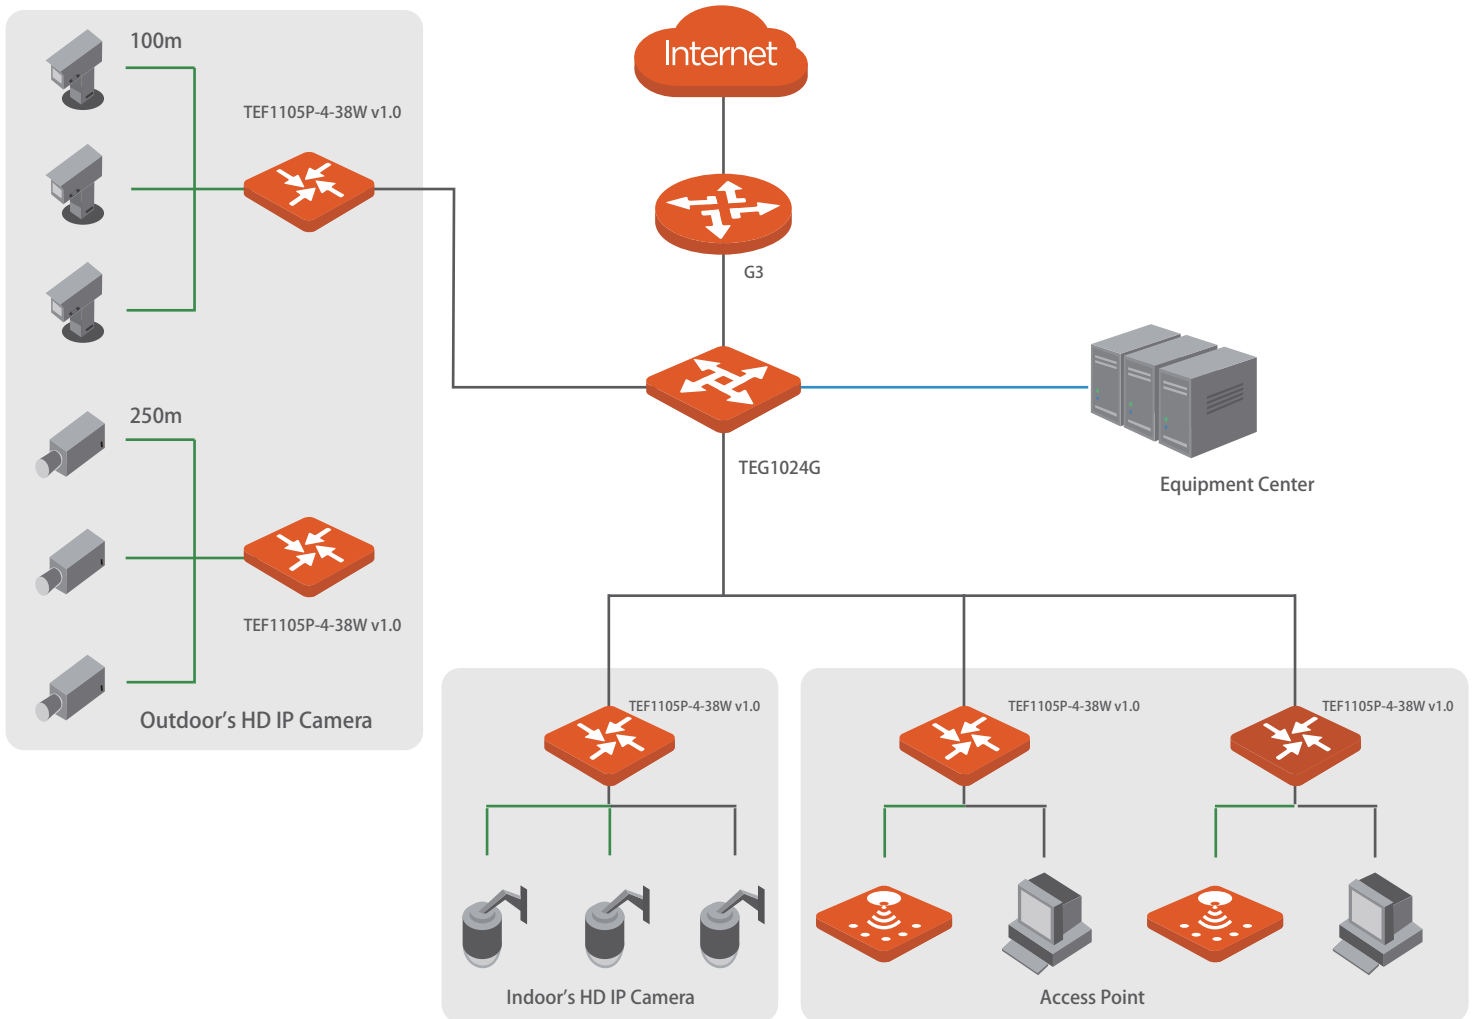 100m
TEF1105P-4-38W v1.0
Internet
G3
250m
TEG1024G
Equipment Center
TEF1105P-4-38W v1.0
Outdoor's HD IP Camera
TEF1105P-4-38W v1.0
TEF1105P-4-38W v1.0
TEF1105P-4-38W v1.0
Indoor's HD IP Camera
Access Point